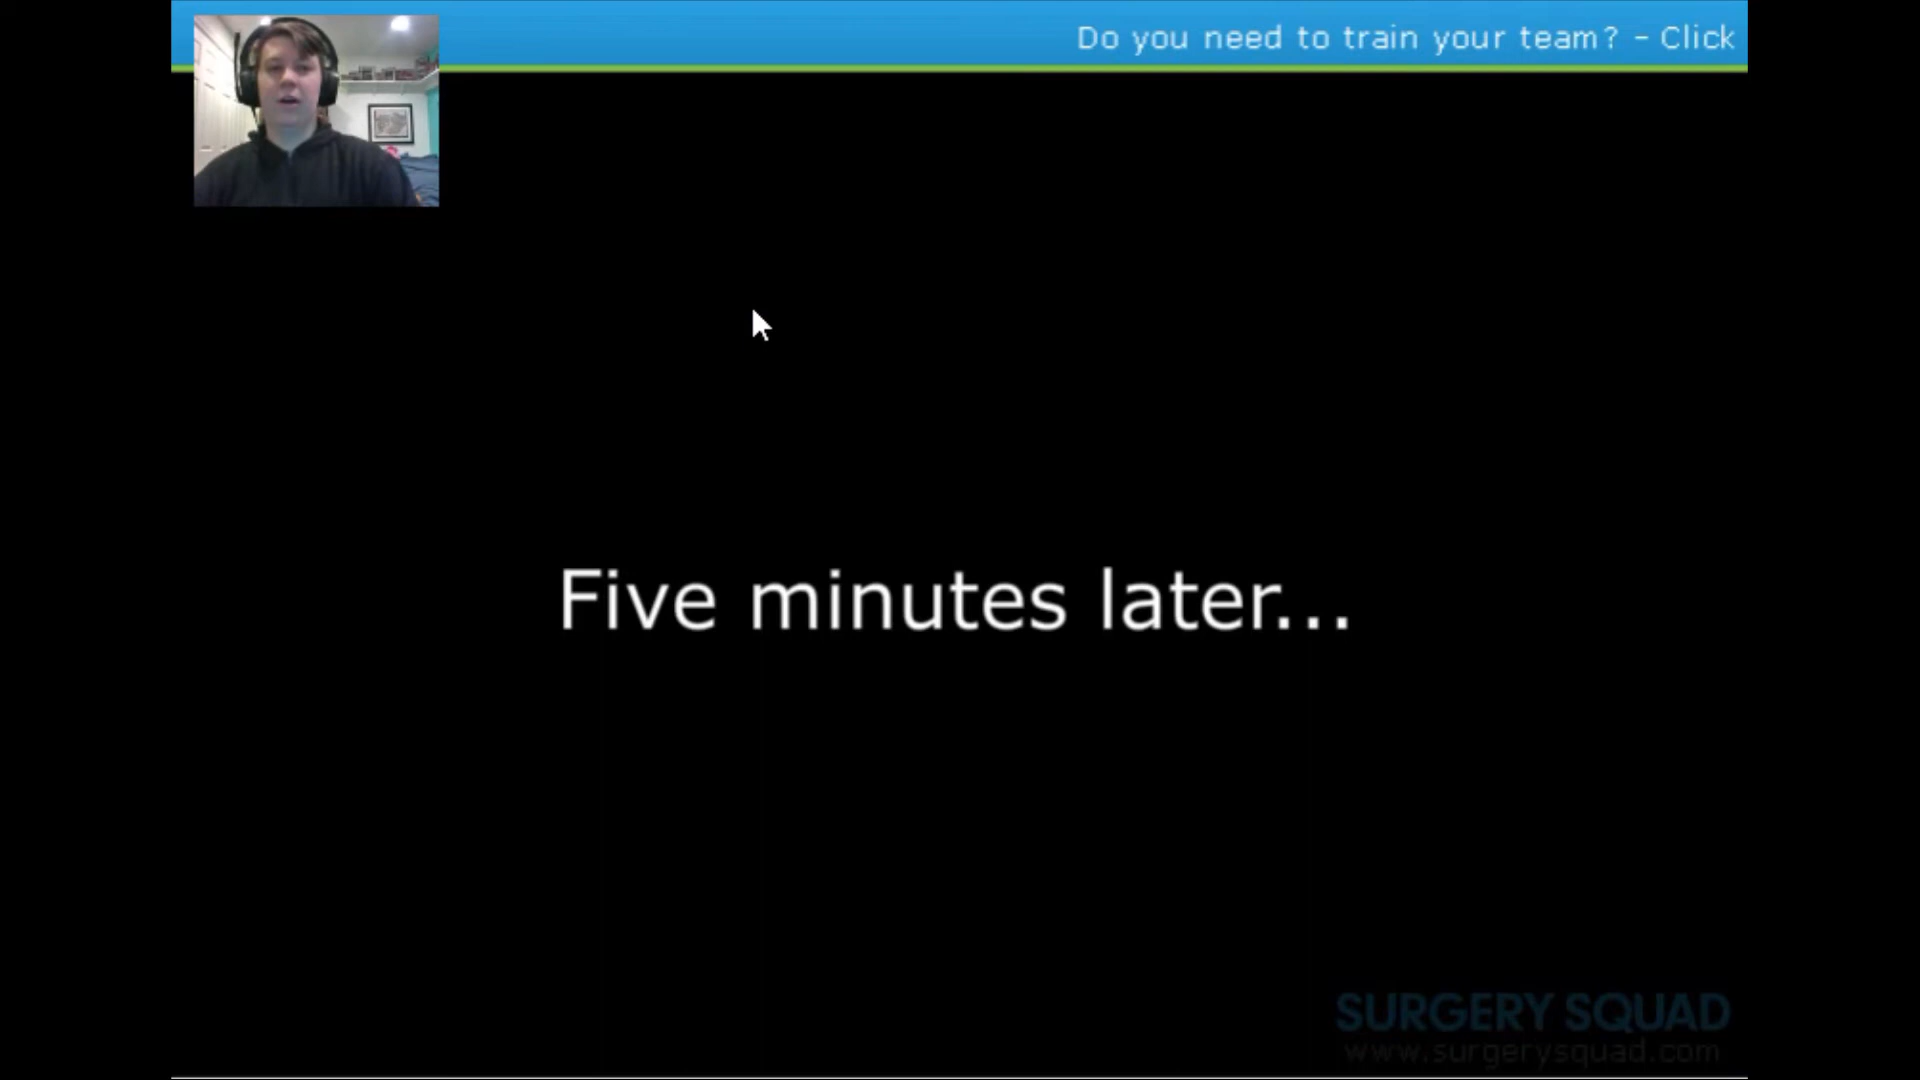 Do you need to train your team? - Click
Five minutes later...
SURGERY SQUAD
www.surgerysquad.com